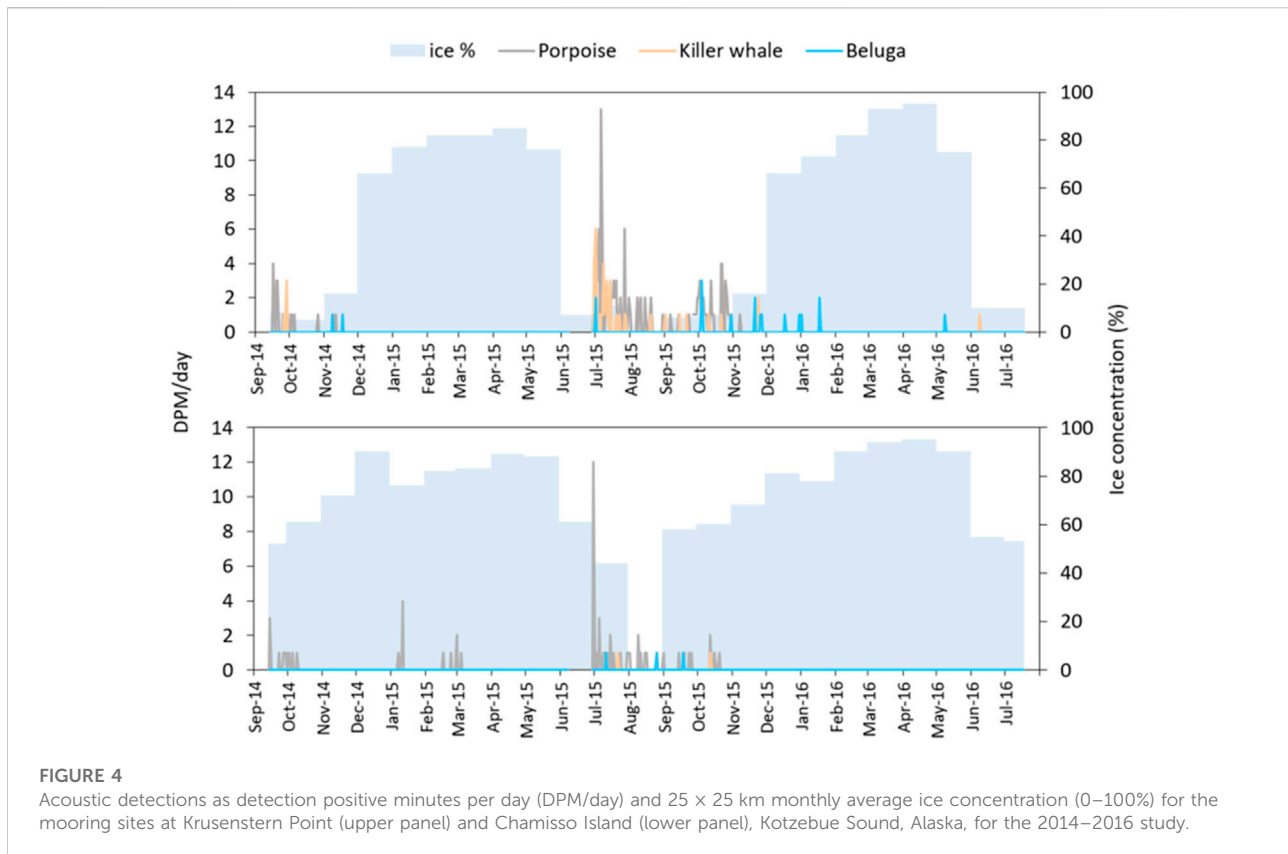 ice % Porpoise Killer whale Beluga
14
12
10
8
6
4
2
0
100
80
60
40
20
0
Sep-14
Oct-14
Nov-14
Dec-14
Jan-15
Feb-15
Mar-15
Apr-15
May-15
Jun-15
Jul-15
Aug-15
Sep-15
Oct-15
Nov-15
Dec-15
Jan-16
Feb-16
Mar-16
Apr-16
May-16
Jun-16
Jul-16
DPM/day
Ice concentration (%)
14
12
10
8
6
4
2
0
100
80
60
40
20
0
Sep-14
Oct-14
Nov-14
Dec-14
Jan-15
Feb-15
Mar-15
Apr-15
May-15
Jun-15
Jul-15
Aug-15
Sep-15
Oct-15
Nov-15
Dec-15
Jan-16
Feb-16
Mar-16
Apr-16
May-16
Jun-16
Jul-16
FIGURE 4
Acoustic detections as detection positive minutes per day (DPM/day) and 25 × 25 km monthly average ice concentration (0–100%) for the
mooring sites at Krusenstern Point (upper panel) and Chamisso Island (lower panel), Kotzebue Sound, Alaska, for the 2014–2016 study.